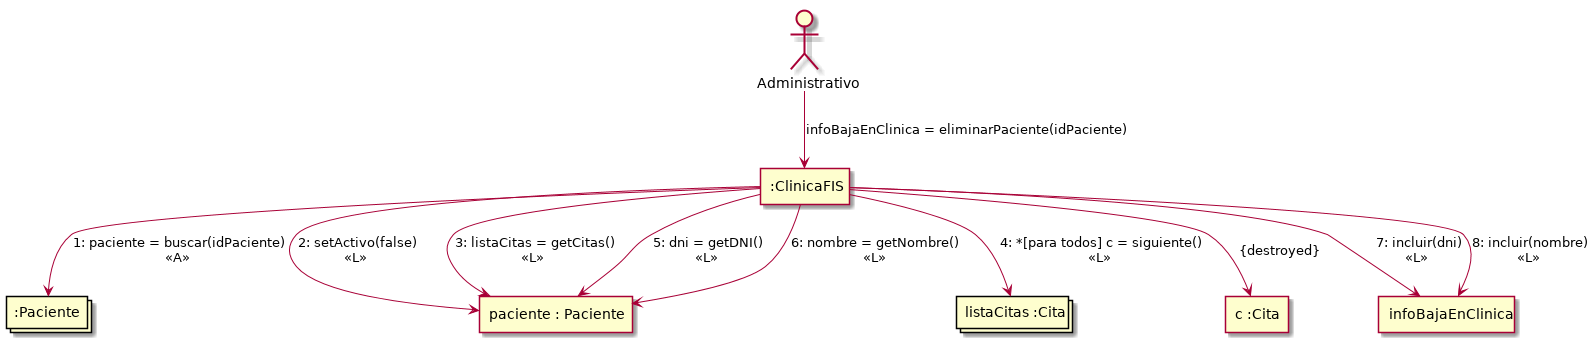 Administrativo
infoBajaEnClinica = eliminarPaciente(idPaciente)
:ClinicaFIS
1: paciente = buscar(idPaciente)
«A»
2: setActivo(false)
«L»
3: listaCitas = getCitas()
«L»
5: dni = getDNI()
«L»
6: nombre = getNombre()
«L»
4: *[para todos] c = siguiente()
«L»
{destroyed}
7: incluir(dni)
«L»
8: incluir(nombre)
«L»
:Paciente
paciente : Paciente
listaCitas :Cita
c :Cita
infoBajaEnClinica